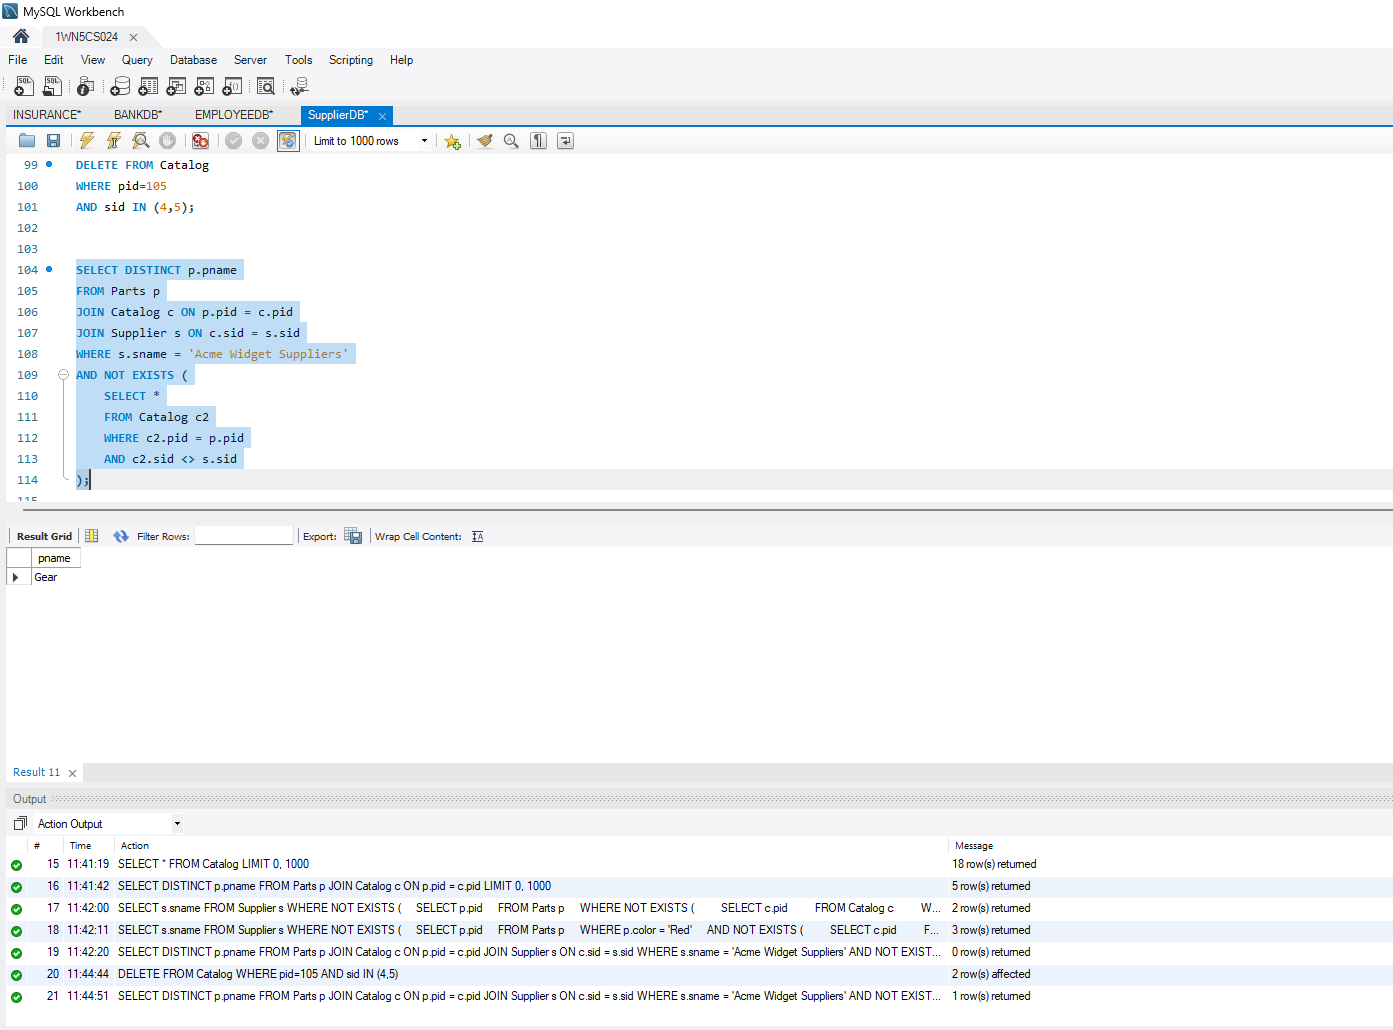 MySQL Workbench
1WN5CS024
File Edit View Query Database Server Tools Scripting Help
INSURANCE* BANKDB* EMPLOYEEDB* SupplierDB*
Limit to 1000 rows
99 DELETE FROM Catalog
100 WHERE pid=105
101 AND sid IN (4,5);
102
103
104 SELECT DISTINCT p.pname
105 FROM Parts p
106 JOIN Catalog c ON p.pid = c.pid
107 JOIN Supplier s ON c.sid = s.sid
108 WHERE s.sname = 'Acme Widget Suppliers'
109 AND NOT EXISTS (
110 SELECT *
111 FROM Catalog c2
112 WHERE c2.pid = p.pid
113 AND c2.sid <> s.sid
114 );
115
Result Grid Filter Rows: Export: Wrap Cell Content:
pname
Gear
Result 11
Output
Action Output
# Time Action Message
15 11:41:19 SELECT * FROM Catalog LIMIT 0, 1000 18 row(s) returned
16 11:41:42 SELECT DISTINCT p.pname FROM Parts p JOIN Catalog c ON p.pid = c.pid LIMIT 0, 1000 5 row(s) returned
17 11:42:00 SELECT s.sname FROM Supplier s WHERE NOT EXISTS ( SELECT p.pid FROM Parts p WHERE NOT EXISTS ( SELECT c.pid FROM Catalog c W... 2 row(s) returned
18 11:42:11 SELECT s.sname FROM Supplier s WHERE NOT EXISTS ( SELECT p.pid FROM Parts p WHERE p.color = 'Red' AND NOT EXISTS ( SELECT c.pid F... 3 row(s) returned
19 11:42:20 SELECT DISTINCT p.pname FROM Parts p JOIN Catalog c ON p.pid = c.pid JOIN Supplier s ON c.sid = s.sid WHERE s.sname = 'Acme Widget Suppliers' AND NOT EXIST... 0 row(s) returned
20 11:44:44 DELETE FROM Catalog WHERE pid=105 AND sid IN (4,5) 2 row(s) affected
21 11:44:51 SELECT DISTINCT p.pname FROM Parts p JOIN Catalog c ON p.pid = c.pid JOIN Supplier s ON c.sid = s.sid WHERE s.sname = 'Acme Widget Suppliers' AND NOT EXIST... 1 row(s) returned